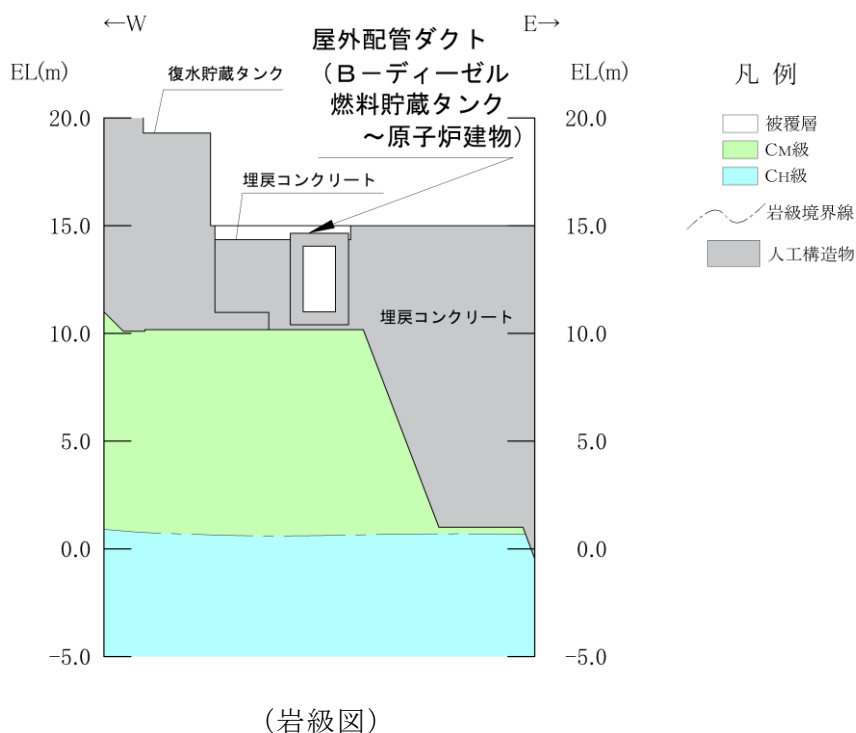 ←W
E→
屋外配管ダクト
(B-ディーゼル
燃料貯蔵タンク
~原子炉建物)
EL(m)
復水貯蔵タンク
EL(m)
凡 例
20.0
20.0
被覆層
CM級
埋戻コンクリート
CH級
15.0
15.0
岩級境界線
人工構造物
埋戻コンクリート
10.0
10.0
5.0
5.0
0.0
0.0
-5.0
-5.0
(岩級図)